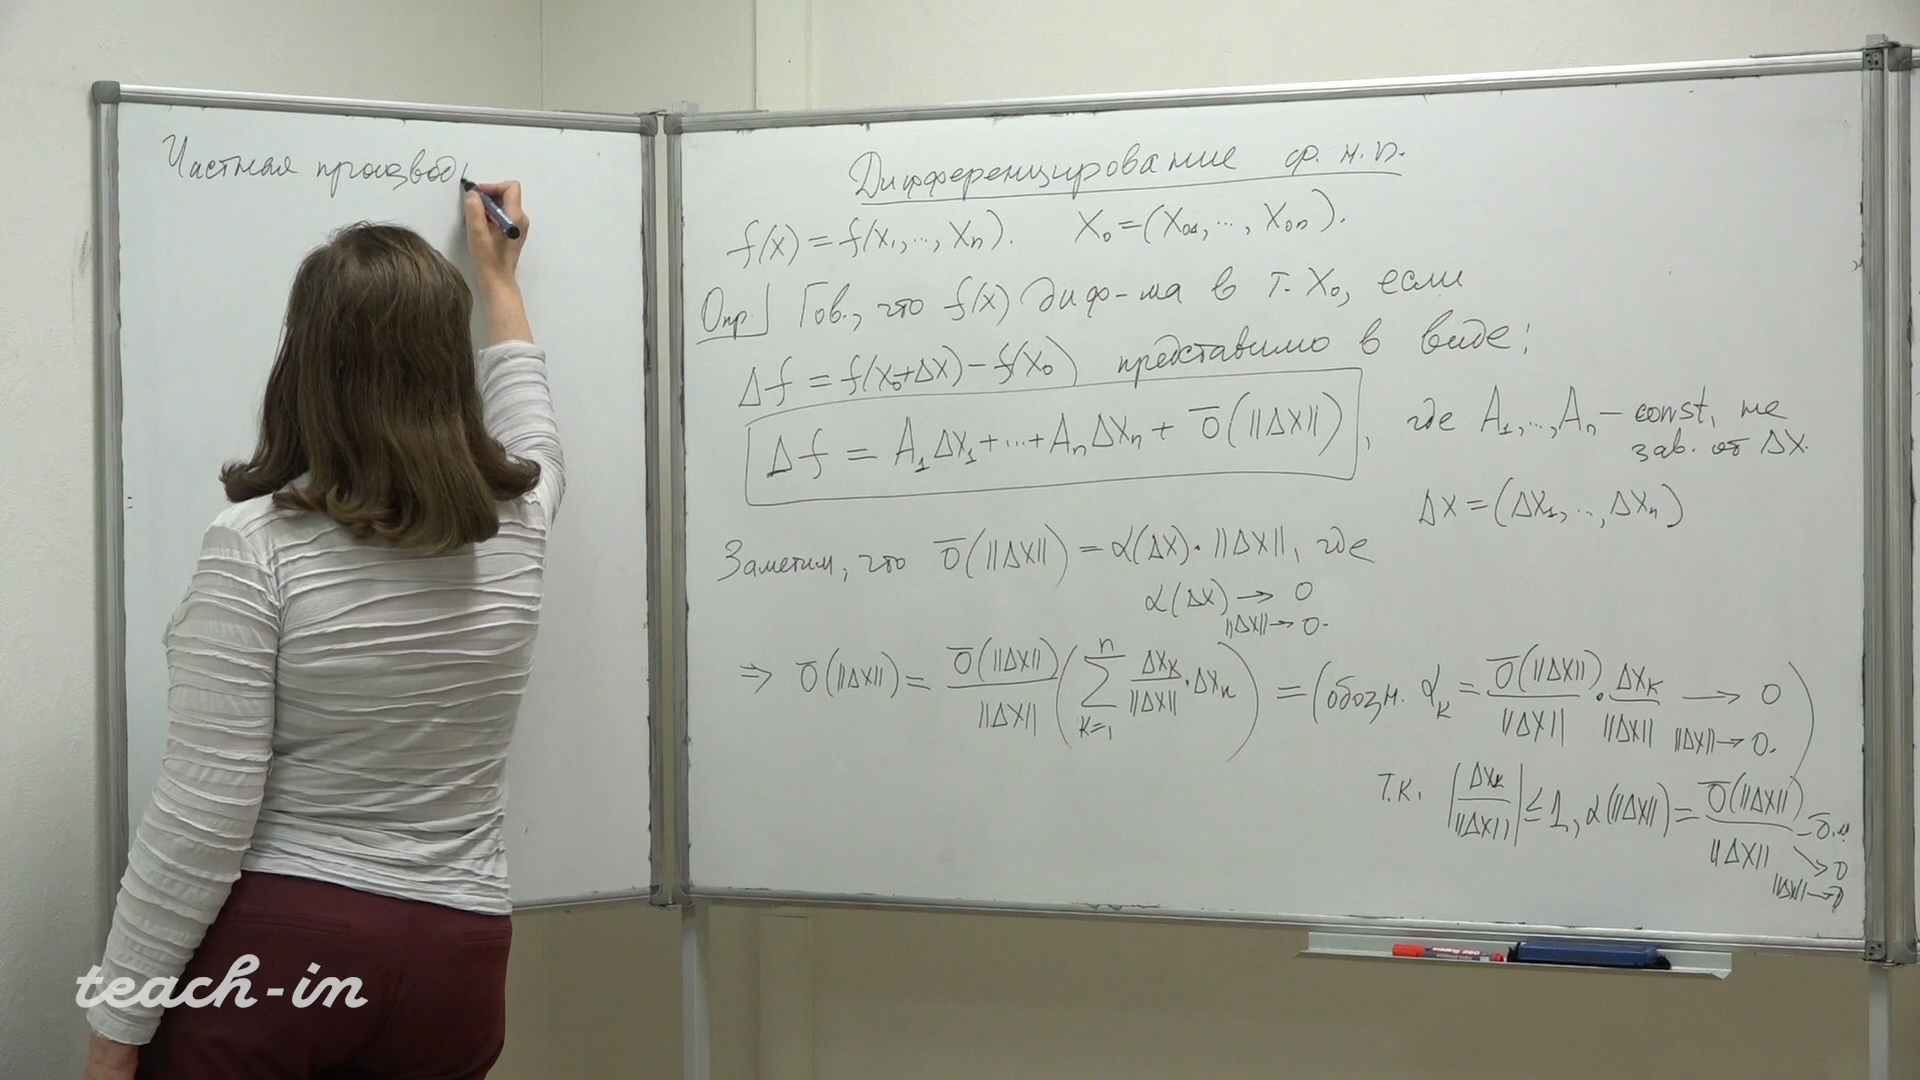 Частная производ
Дифференцирование ф. н. п.
f(x) = f(x₁, ..., xₙ). X₀ = (x₀₁, ..., x₀ₙ).
Опр.] Гов., что f(x) диф-ма в т. X₀, если
Δf = f(x₀+Δx) − f(x₀) представимо в виде:
Δf = A₁Δx₁ + ... + AₙΔxₙ + o̅(||Δx||), где A₁, ..., Aₙ − const, не
зав. от Δx.
Δx = (Δx₁, ..., Δxₙ)
Заметим, что o̅(||Δx||) = α(Δx)·||Δx||, где
α(Δx) → 0
||Δx|| → 0.
⇒ o̅(||Δx||) = o̅(||Δx||)/||Δx|| (∑ₖ₌₁ⁿ Δxₖ/||Δx|| · Δxₖ) = (обозн. αₖ = o̅(||Δx||)/||Δx|| · Δxₖ/||Δx|| → 0
||Δx|| → 0.)
т.к. |Δxₖ/||Δx||| ≤ 1, α(||Δx||) = o̅(||Δx||)/||Δx|| − б.м
→ 0
||Δx|| → 0
teach-in